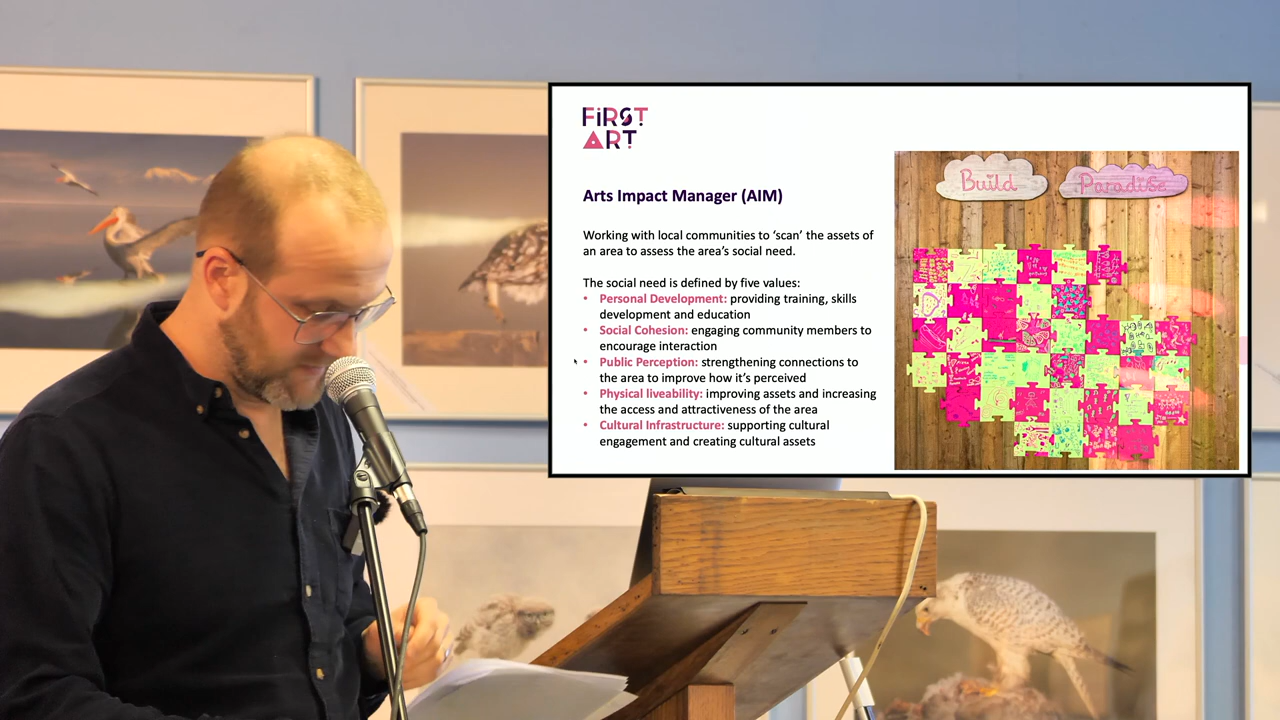 FiRST
ART
Arts Impact Manager (AIM)
Working with local communities to ‘scan’ the assets of
an area to assess the area’s social need.
The social need is defined by five values:
• Personal Development: providing training, skills
development and education
• Social Cohesion: engaging community members to
encourage interaction
• Public Perception: strengthening connections to
the area to improve how it’s perceived
• Physical liveability: improving assets and increasing
the access and attractiveness of the area
• Cultural Infrastructure: supporting cultural
engagement and creating cultural assets
Build
Paradise